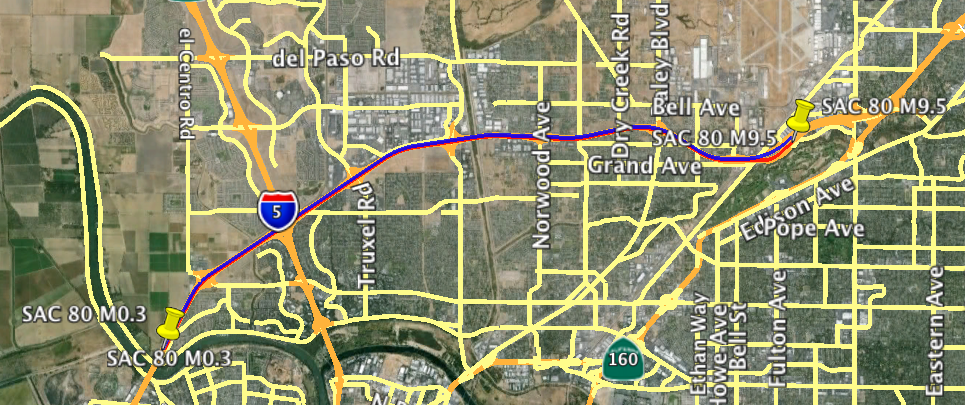 del Paso Rd
el Centro Rd
Dry Creek Rd
Raley Blvd
Bell Ave
SAC 80 M9.5
SAC 80 M9.5
Norwood Ave
Grand Ave
Truxel Rd
5
Edison Ave
Pope Ave
SAC 80 M0.3
SAC 80 M0.3
160
Ethan Way
Howe Ave
Bell St
Fulton Ave
Eastern Ave